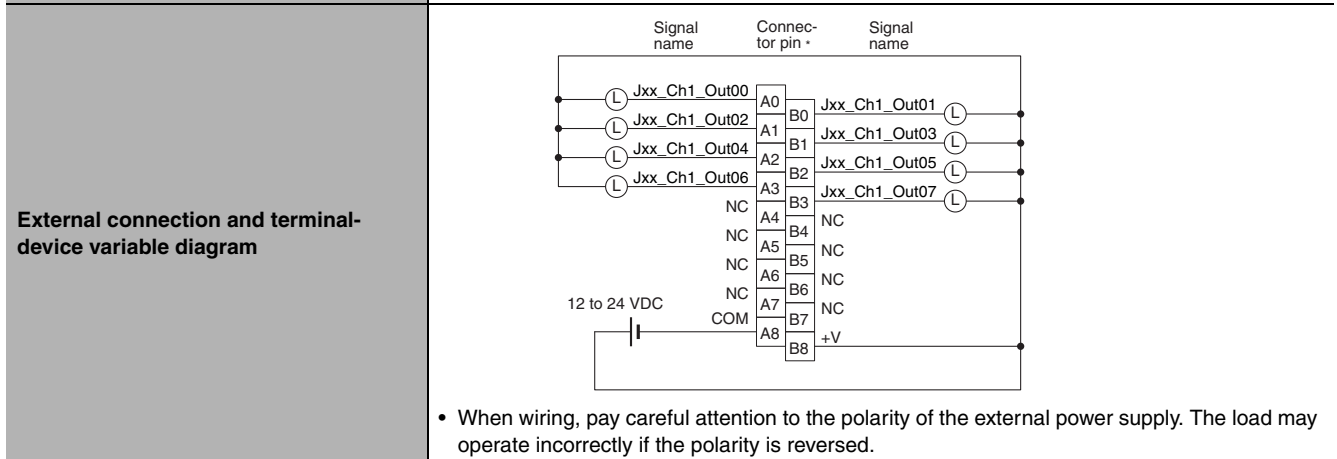 External connection and terminal-
device variable diagram
Signal
name
Connec-
tor pin *
Signal
name
L Jxx_Ch1_Out00 A0
B0 Jxx_Ch1_Out01 L
L Jxx_Ch1_Out02 A1
B1 Jxx_Ch1_Out03 L
L Jxx_Ch1_Out04 A2
B2 Jxx_Ch1_Out05 L
L Jxx_Ch1_Out06 A3
B3 Jxx_Ch1_Out07 L
NC A4
B4 NC
NC A5
B5 NC
NC A6
B6 NC
NC A7
B7 NC
12 to 24 VDC
COM A8
B8 +V
• When wiring, pay careful attention to the polarity of the external power supply. The load may
operate incorrectly if the polarity is reversed.